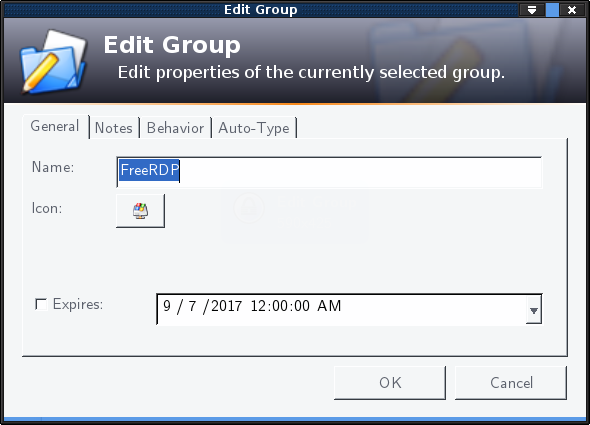 Edit Group
Edit Group
Edit properties of the currently selected group.
General Notes Behavior Auto-Type
Name: FreeRDP
Icon:
Expires: 9 / 7 /2017 12:00:00 AM
OK Cancel